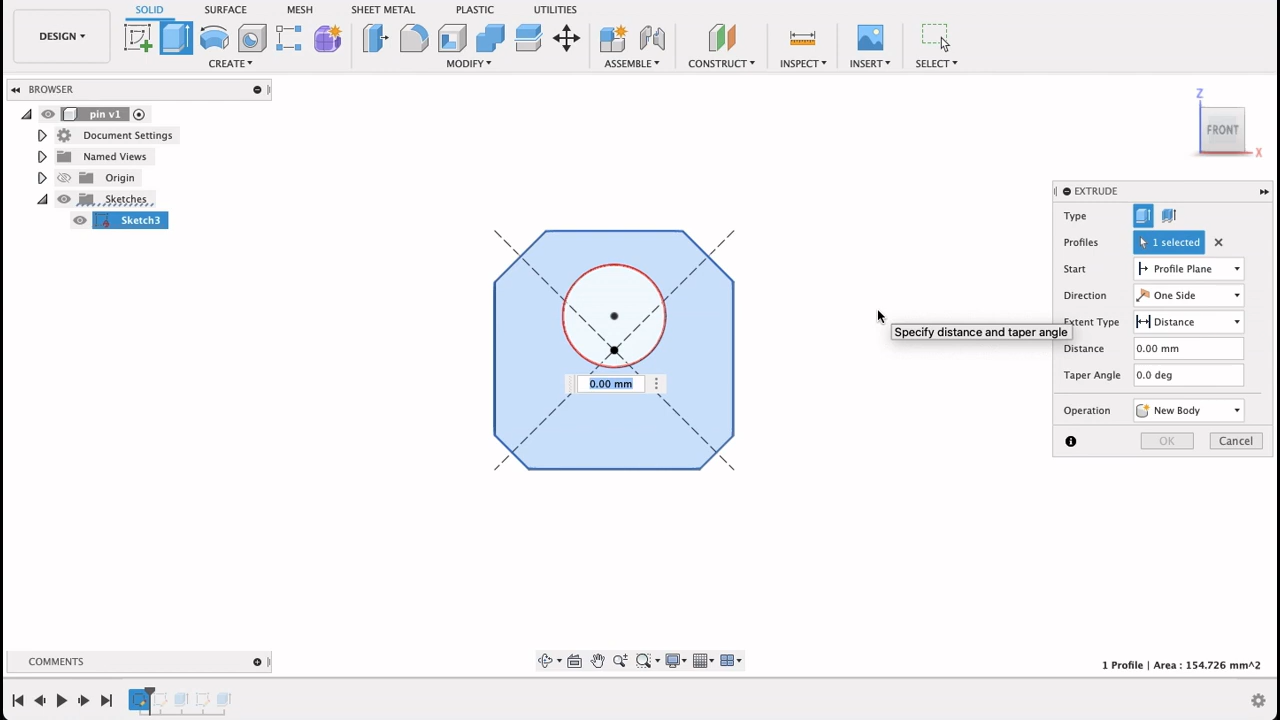 SOLID SURFACE MESH SHEET METAL PLASTIC UTILITIES
DESIGN
CREATE MODIFY ASSEMBLE CONSTRUCT INSPECT INSERT SELECT
BROWSER
pin v1
Document Settings
Named Views
Origin
Sketches
Sketch3
Z
FRONT
X
EXTRUDE
Type
Profiles 1 selected
Start Profile Plane
Direction One Side
Extent Type Distance
Specify distance and taper angle
Distance 0.00 mm
Taper Angle 0.0 deg
0.00 mm
Operation New Body
OK Cancel
COMMENTS
1 Profile | Area : 154.726 mm^2